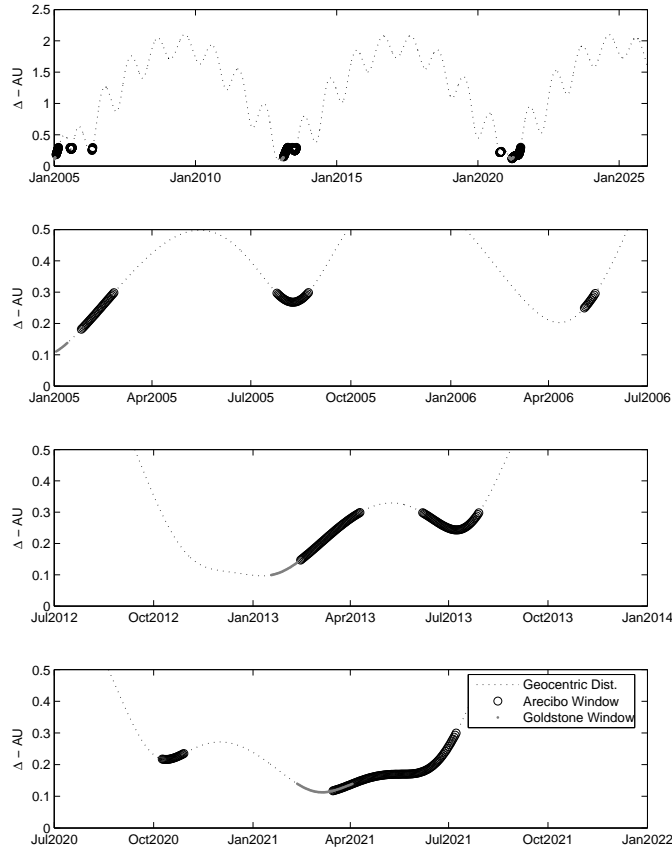 2.5
2
1.5
1
0.5
0
Δ − AU
Jan2005 Jan2010 Jan2015 Jan2020 Jan2025
0.5
0.4
0.3
0.2
0.1
0
Δ − AU
Jan2005 Apr2005 Jul2005 Oct2005 Jan2006 Apr2006 Jul2006
0.5
0.4
0.3
0.2
0.1
0
Δ − AU
Jul2012 Oct2012 Jan2013 Apr2013 Jul2013 Oct2013 Jan2014
0.5
0.4
0.3
0.2
0.1
0
Δ − AU
Geocentric Dist.
Arecibo Window
Goldstone Window
Jul2020 Oct2020 Jan2021 Apr2021 Jul2021 Oct2021 Jan2022